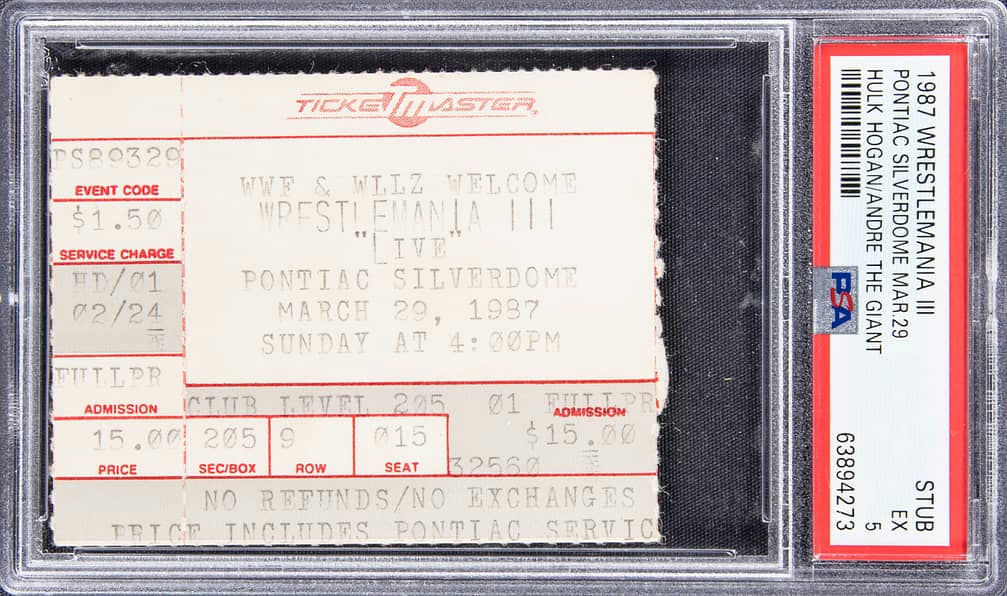 TICKETMASTER
PS89329
EVENT CODE
$1.50
SERVICE CHARGE
HD/01
02/24
FULLPR
ADMISSION
15.00
PRICE
WWF & WLLZ WELCOME
WRESTLEMANIA III
"LIVE"
PONTIAC SILVERDOME
MARCH 29, 1987
SUNDAY AT 4:00PM
CLUB LEVEL 205 01 FULLPR
ADMISSION
205 9 015 $15.00
SEC/BOX ROW SEAT
32560
NO REFUNDS/NO EXCHANGES
PRICE INCLUDES PONTIAC SERVIC
1987 WRESTLEMANIA III
PONTIAC SILVERDOME MAR.29
HULK HOGAN/ANDRE THE GIANT
PSA
STUB
EX 5
63894273